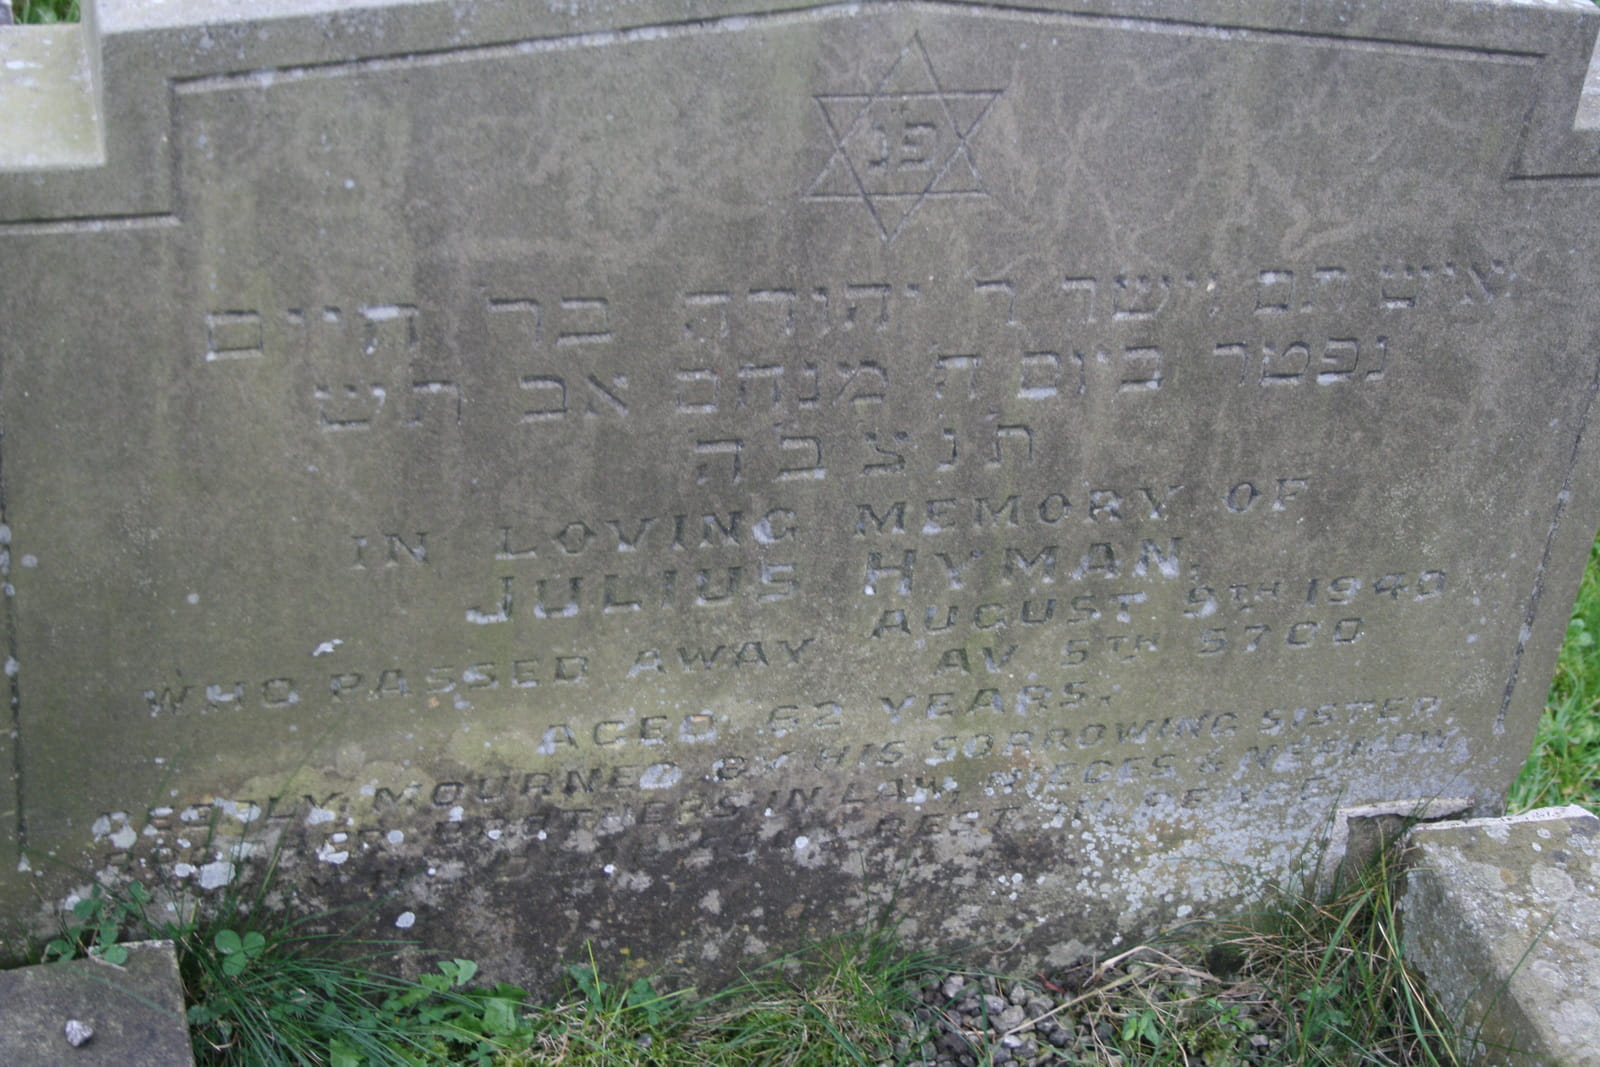 פנ
איש תם וישר ר יהודה בר חיים
נפטר ביום ה מנחם אב תש
תנצבה
IN LOVING MEMORY OF
JULIUS HYMAN,
WHO PASSED AWAY AUGUST 9TH 1940
AV 5TH 5700
AGED 62 YEARS.
DEEPLY MOURNED BY HIS SORROWING SISTER,
BROTHERS IN LAW, NIECES & NEPHEW
REST